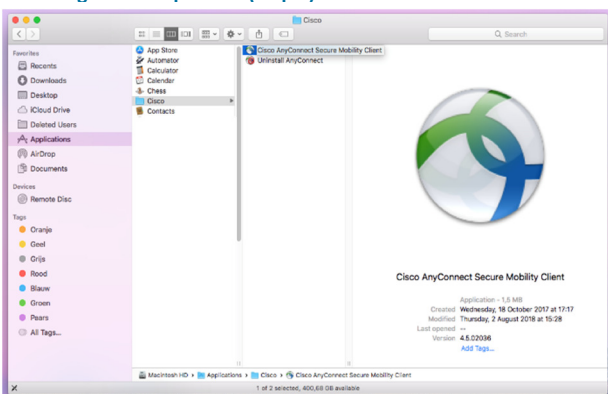 Cisco
Search
Favorites
Recents
Downloads
Desktop
iCloud Drive
Deleted Users
Applications
AirDrop
Documents
Devices
Remote Disc
Tags
Oranje
Geel
Grijs
Rood
Blauw
Groen
Paars
All Tags...
App Store
Automator
Calculator
Calendar
Chess
Cisco
Contacts
Cisco AnyConnect Secure Mobility Client
Uninstall AnyConnect
Cisco AnyConnect Secure Mobility Client
Application - 1,5 MB
Created Wednesday, 18 October 2017 at 17:17
Modified Thursday, 2 August 2018 at 15:28
Last opened --
Version 4.5.02036
Add Tags...
Macintosh HD › Applications › Cisco › Cisco AnyConnect Secure Mobility Client
1 of 2 selected, 400,68 GB available